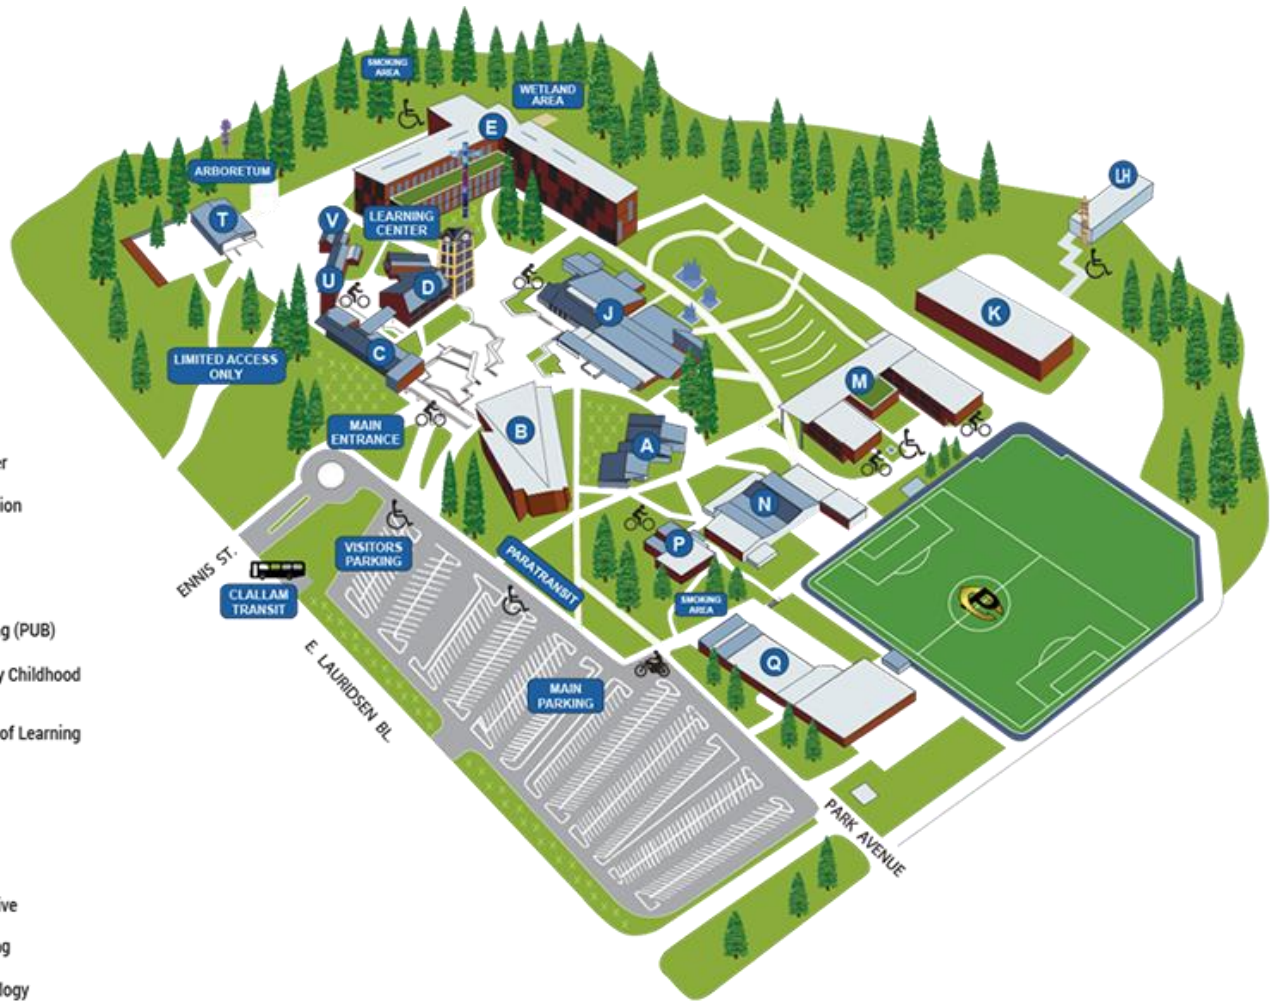 SMOKING
AREA
WETLAND
AREA
E
ARBORETUM
LH
T
V
LEARNING
CENTER
U
D
J
K
C
LIMITED ACCESS
ONLY
M
MAIN
ENTRANCE
B
A
er
ion
N
VISITORS
PARKING
P
PARATRANSIT
ENNIS ST.
CLALLAM
TRANSIT
SMOKING
AREA
P
g (PUB)
y Childhood
E. LAURIDSEN BL.
Q
MAIN
PARKING
of Learning
PARK AVENUE
ive
og
logy